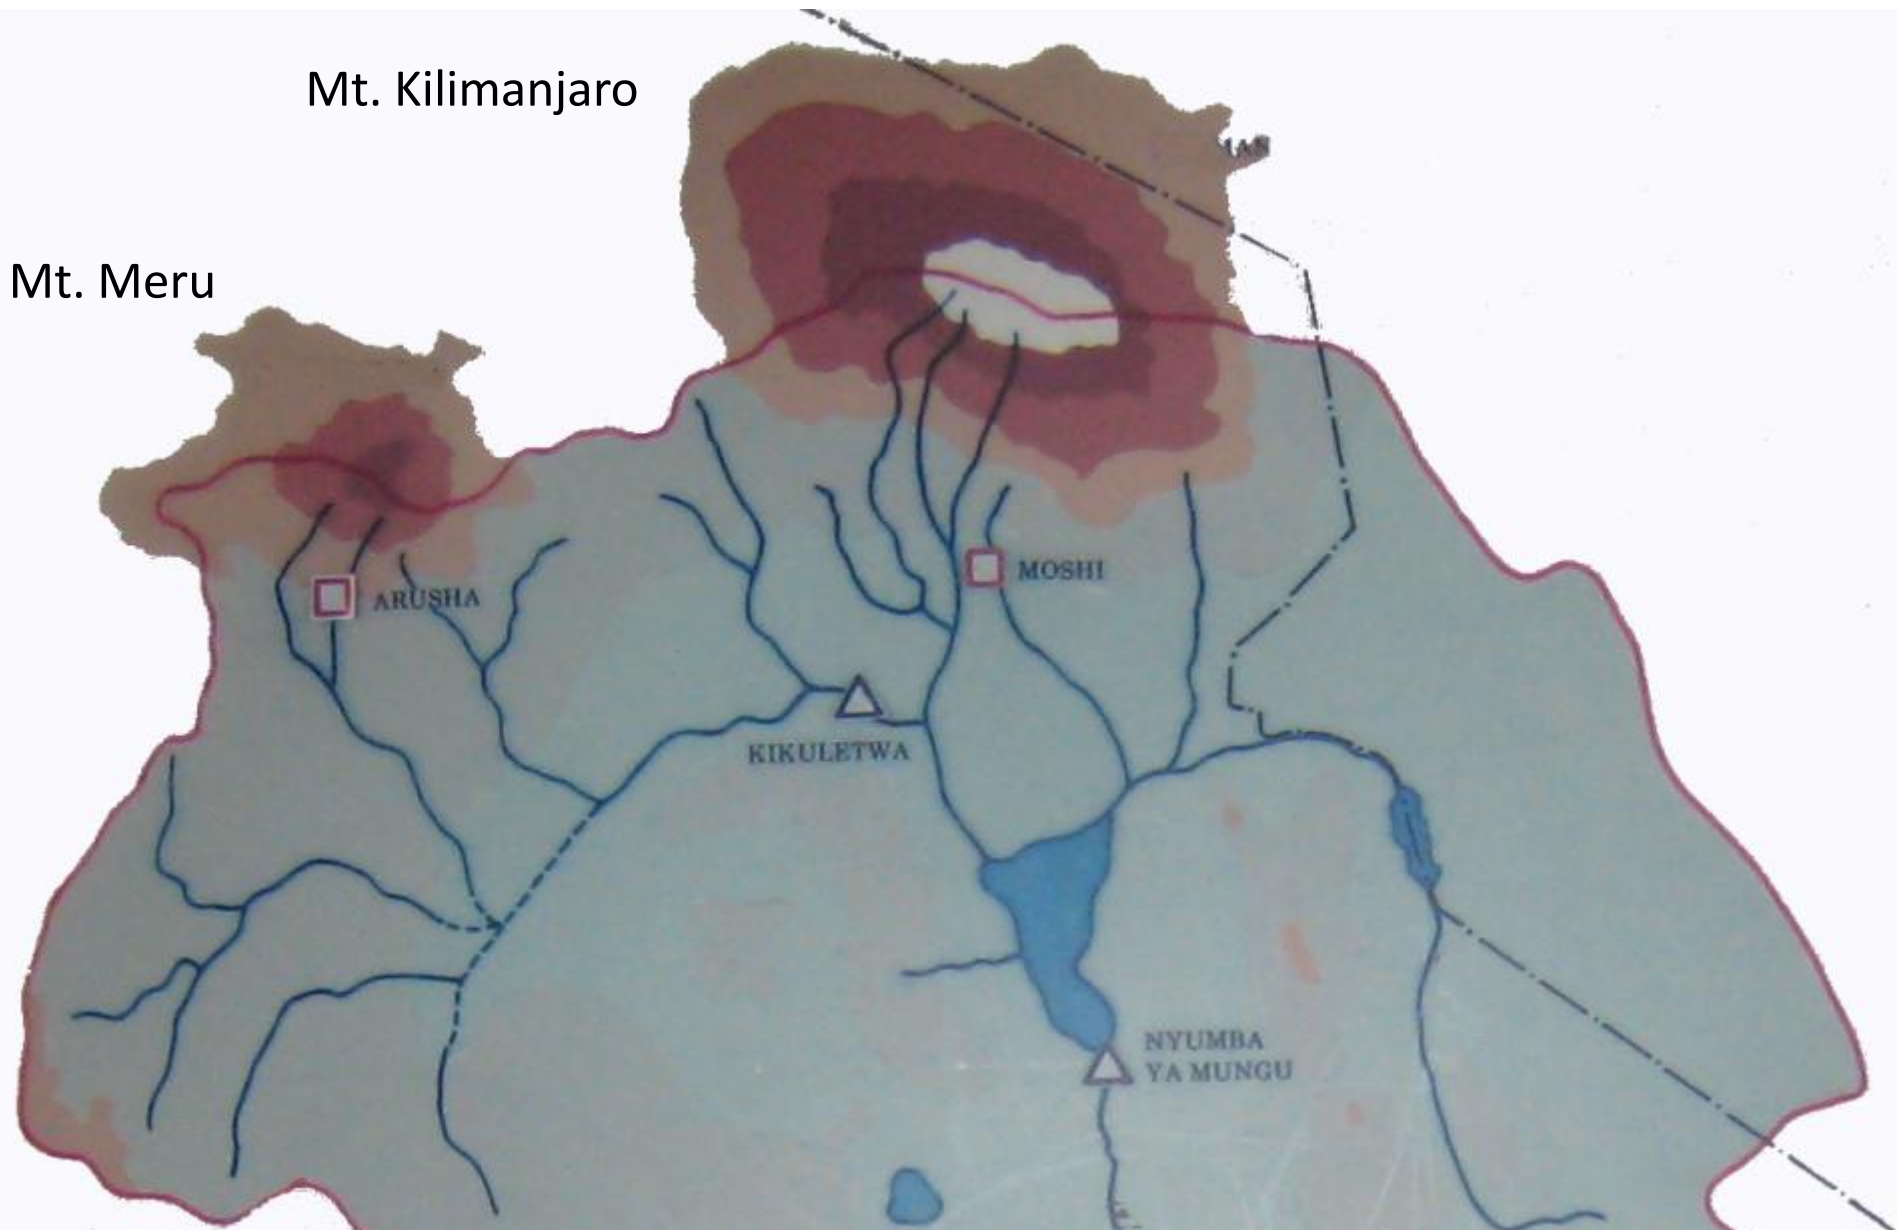 Mt. Kilimanjaro
Mt. Meru
MOSHI
ARUSHA
KIKULETWA
NYUMBA
YA MUNGU